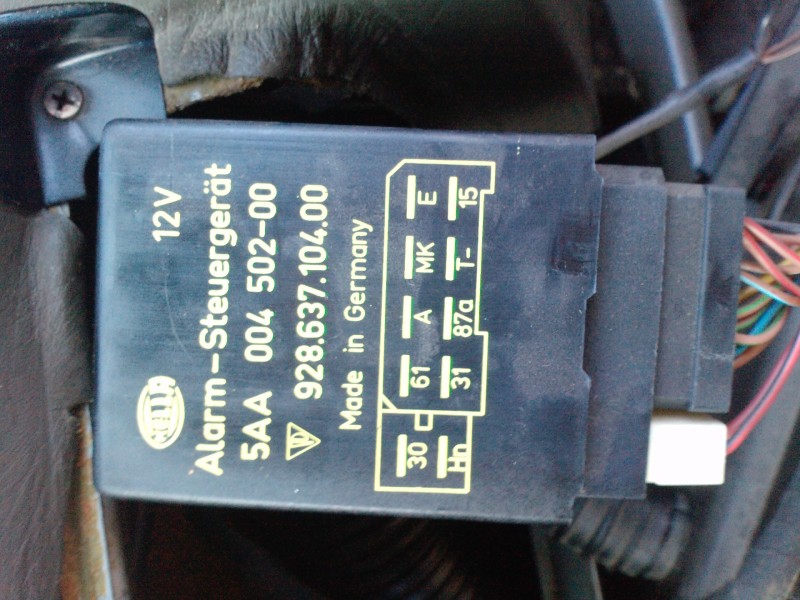 HELLA 12V
Alarm-Steuergerät
5AA 004 502-00
928.637.104.00
Made in Germany
30 61 A MK E
Hn 31 87a T- 15